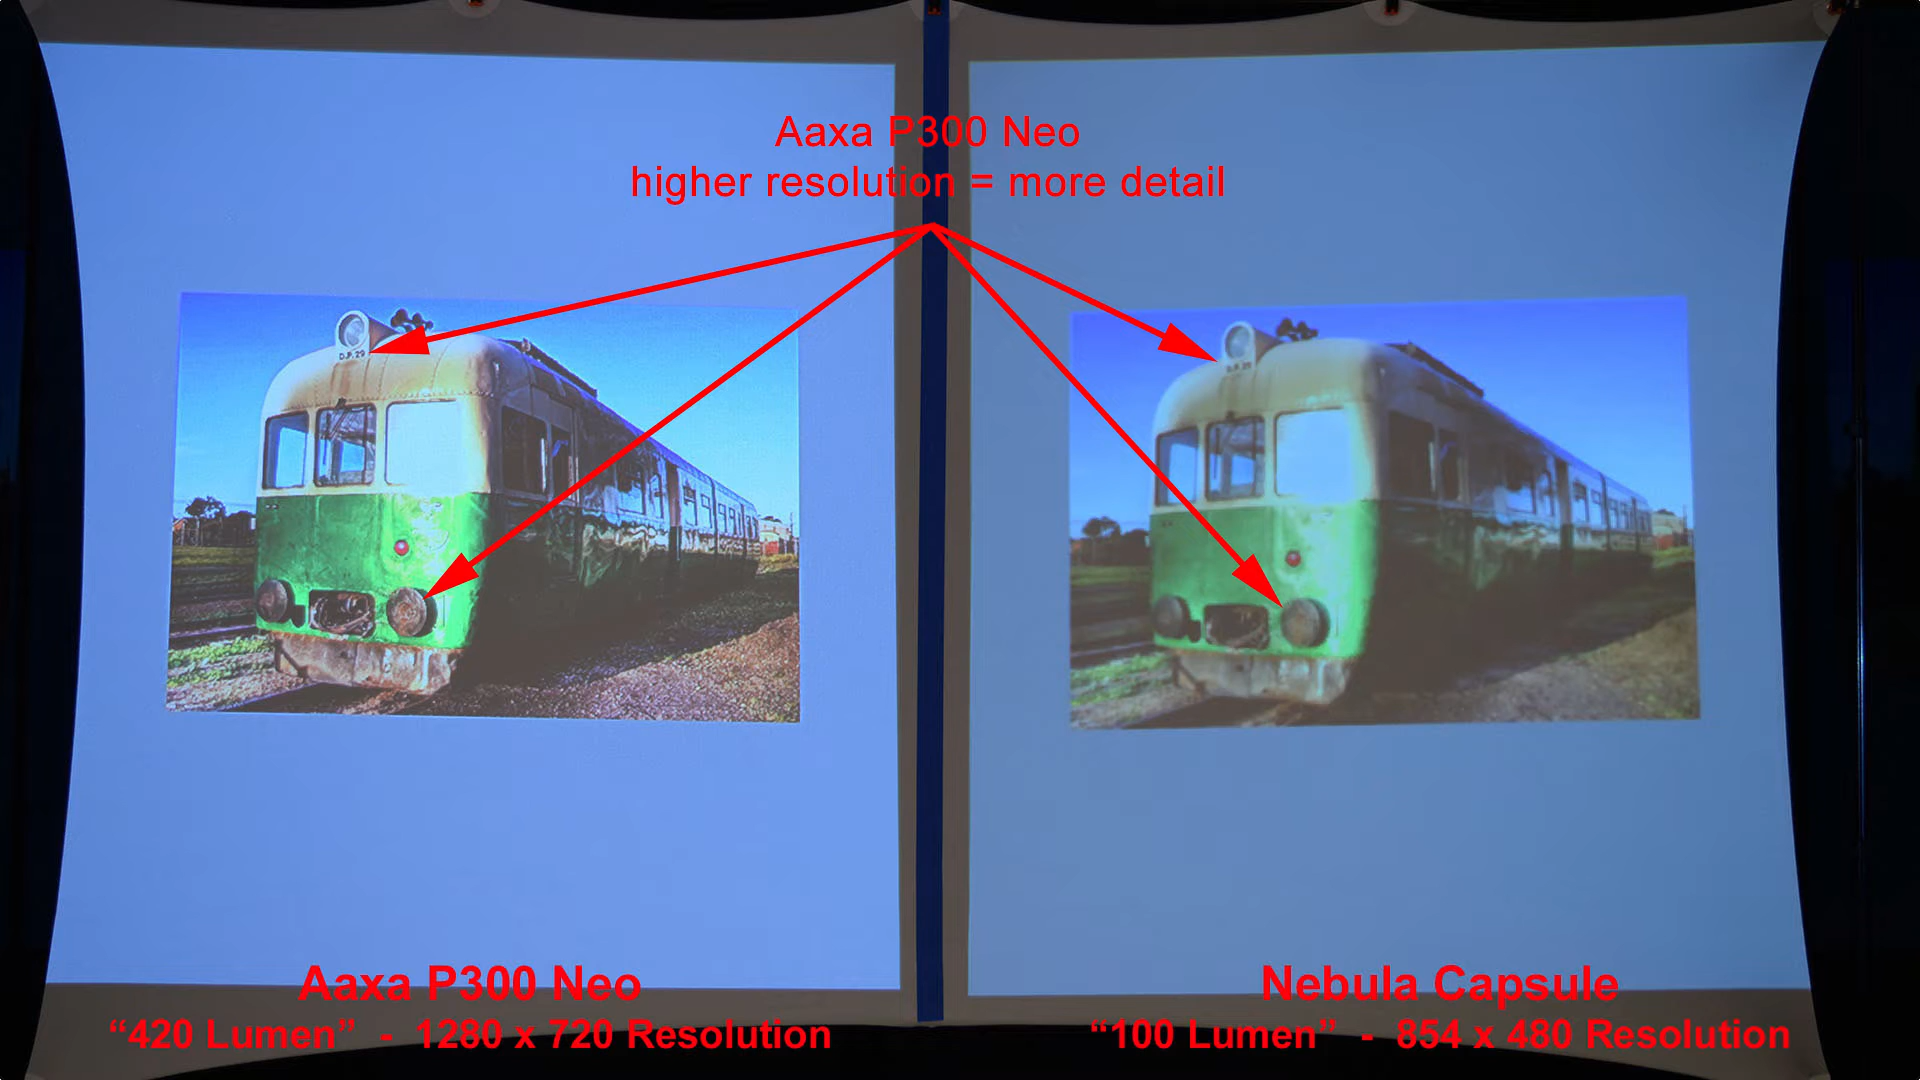 Aaxa P300 Neo
higher resolution = more detail
D.P. 29
Aaxa P300 Neo
“420 Lumen” - 1280 x 720 Resolution
Nebula Capsule
“100 Lumen” - 854 x 480 Resolution